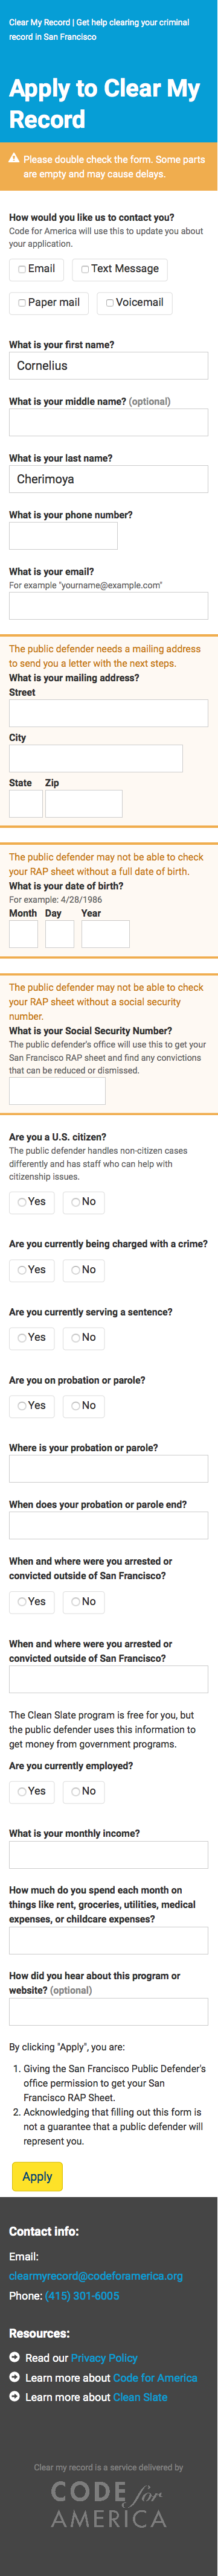 Clear My Record | Get help clearing your criminal
record in San Francisco
Apply to Clear My
Record
Please double check the form. Some parts
are empty and may cause delays.
How would you like us to contact you?
Code for America will use this to update you about
your application.
Email
Text Message
Paper mail
Voicemail
What is your first name?
Cornelius
What is your middle name? (optional)
What is your last name?
Cherimoya
What is your phone number?
What is your email?
For example "yourname@example.com"
The public defender needs a mailing address
to send you a letter with the next steps.
What is your mailing address?
Street
City
State Zip
The public defender may not be able to check
your RAP sheet without a full date of birth.
What is your date of birth?
For example: 4/28/1986
Month Day Year
The public defender may not be able to check
your RAP sheet without a social security
number.
What is your Social Security Number?
The public defender's office will use this to get your
San Francisco RAP sheet and find any convictions
that can be reduced or dismissed.
Are you a U.S. citizen?
The public defender handles non-citizen cases
differently and has staff who can help with
citizenship issues.
Yes No
Are you currently being charged with a crime?
Yes No
Are you currently serving a sentence?
Yes No
Are you on probation or parole?
Yes No
Where is your probation or parole?
When does your probation or parole end?
When and where were you arrested or
convicted outside of San Francisco?
Yes No
When and where were you arrested or
convicted outside of San Francisco?
The Clean Slate program is free for you, but
the public defender uses this information to
get money from government programs.
Are you currently employed?
Yes No
What is your monthly income?
How much do you spend each month on
things like rent, groceries, utilities, medical
expenses, or childcare expenses?
How did you hear about this program or
website? (optional)
By clicking "Apply", you are:
1. Giving the San Francisco Public Defender's
office permission to get your San
Francisco RAP Sheet.
2. Acknowledging that filling out this form is
not a guarantee that a public defender will
represent you.
Apply
Contact info:
Email:
clearmyrecord@codeforamerica.org
Phone: (415) 301-6005
Resources:
Read our Privacy Policy
Learn more about Code for America
Learn more about Clean Slate
Clear my record is a service delivered by
CODE for
AMERICA